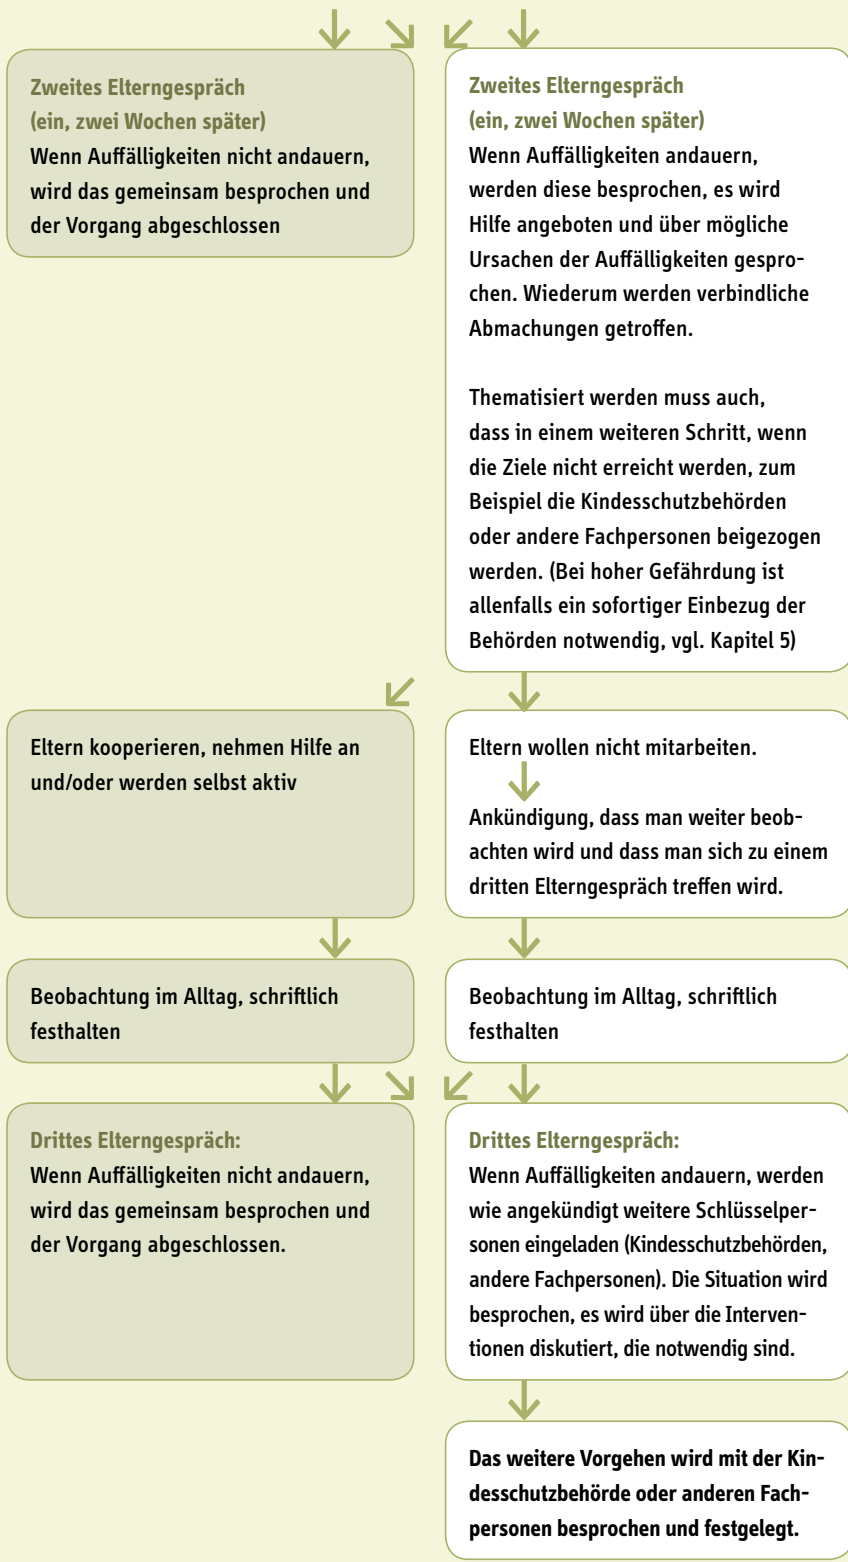 Zweites Elterngespräch
(ein, zwei Wochen später)
Wenn Auffälligkeiten nicht andauern,
wird das gemeinsam besprochen und
der Vorgang abgeschlossen
Zweites Elterngespräch
(ein, zwei Wochen später)
Wenn Auffälligkeiten andauern,
werden diese besprochen, es wird
Hilfe angeboten und über mögliche
Ursachen der Auffälligkeiten gespro-
chen. Wiederum werden verbindliche
Abmachungen getroffen.
Thematisiert werden muss auch,
dass in einem weiteren Schritt, wenn
die Ziele nicht erreicht werden, zum
Beispiel die Kindesschutzbehörden
oder andere Fachpersonen beigezogen
werden. (Bei hoher Gefährdung ist
allenfalls ein sofortiger Einbezug der
Behörden notwendig, vgl. Kapitel 5)
Eltern kooperieren, nehmen Hilfe an
und/oder werden selbst aktiv
Eltern wollen nicht mitarbeiten.
Ankündigung, dass man weiter beob-
achten wird und dass man sich zu einem
dritten Elterngespräch treffen wird.
Beobachtung im Alltag, schriftlich
festhalten
Beobachtung im Alltag, schriftlich
festhalten
Drittes Elterngespräch:
Wenn Auffälligkeiten nicht andauern,
wird das gemeinsam besprochen und
der Vorgang abgeschlossen.
Drittes Elterngespräch:
Wenn Auffälligkeiten andauern, werden
wie angekündigt weitere Schlüsselper-
sonen eingeladen (Kindesschutzbehörden,
andere Fachpersonen). Die Situation wird
besprochen, es wird über die Interven-
tionen diskutiert, die notwendig sind.
Das weitere Vorgehen wird mit der Kin-
desschutzbehörde oder anderen Fach-
personen besprochen und festgelegt.